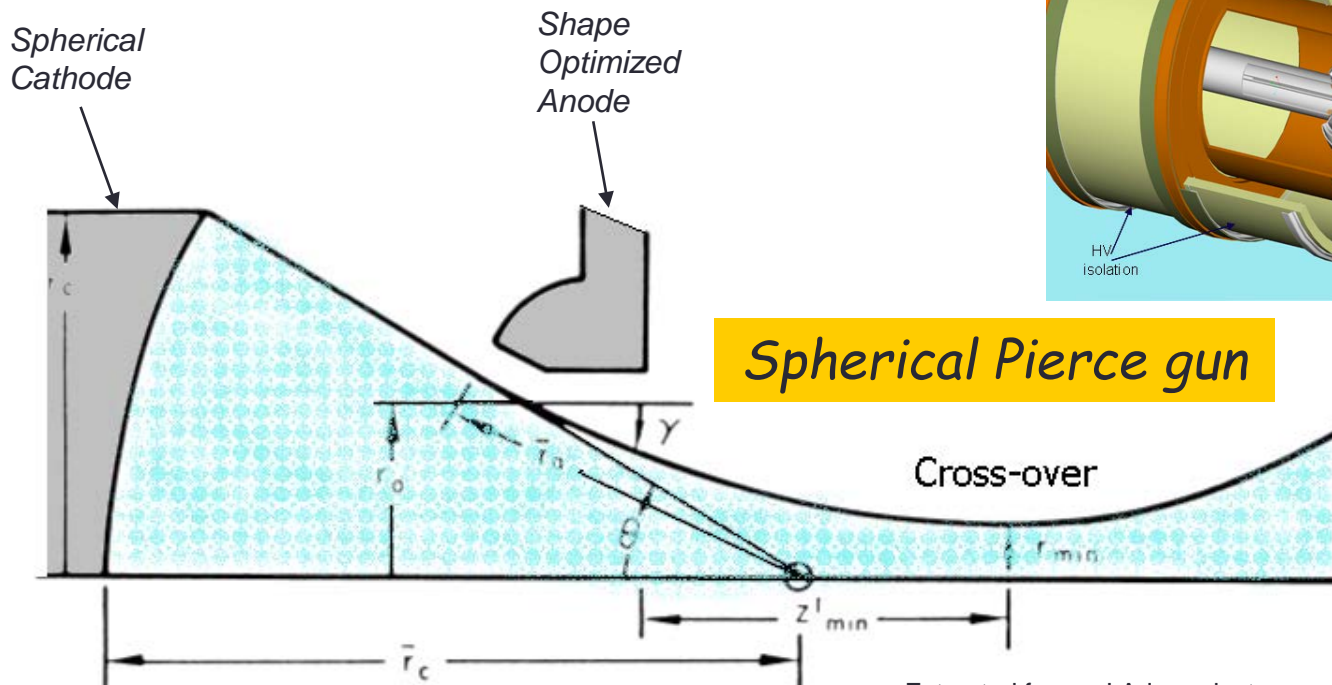 Spherical
Cathode
Shape
Optimized
Anode
HV
isolation
Spherical Pierce gun
γ
r̄a
Cross-over
θ
r min
z' min
r̄c